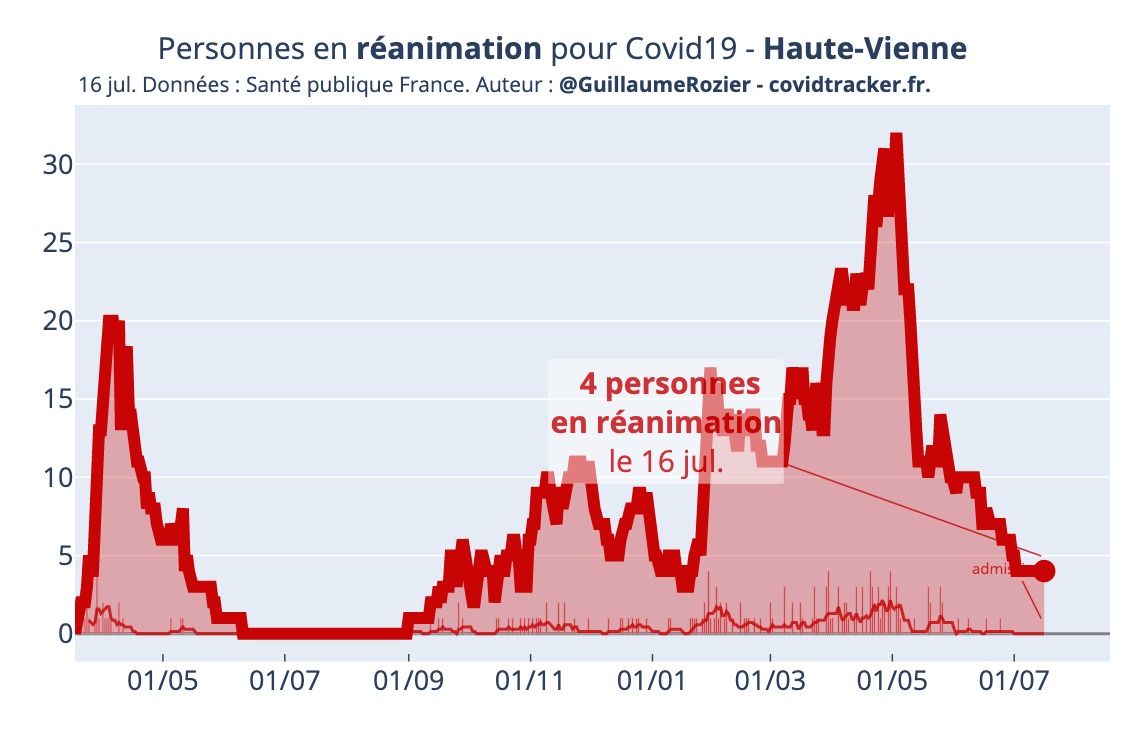 Personnes en réanimation pour Covid19 - Haute-Vienne
16 jul. Données : Santé publique France. Auteur : @GuillaumeRozier - covidtracker.fr.
30
25
20
15
10
5
0
4 personnes
en réanimation
le 16 jul.
01/05 01/07 01/09 01/11 01/01 01/03 01/05 01/07